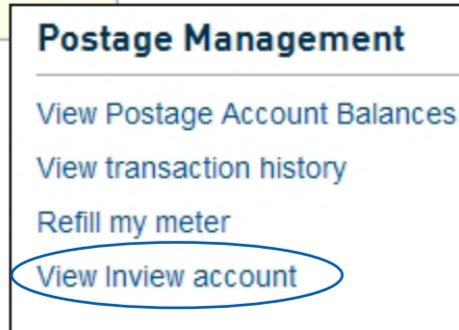 Postage Management
View Postage Account Balances
View transaction history
Refill my meter
View Inview account